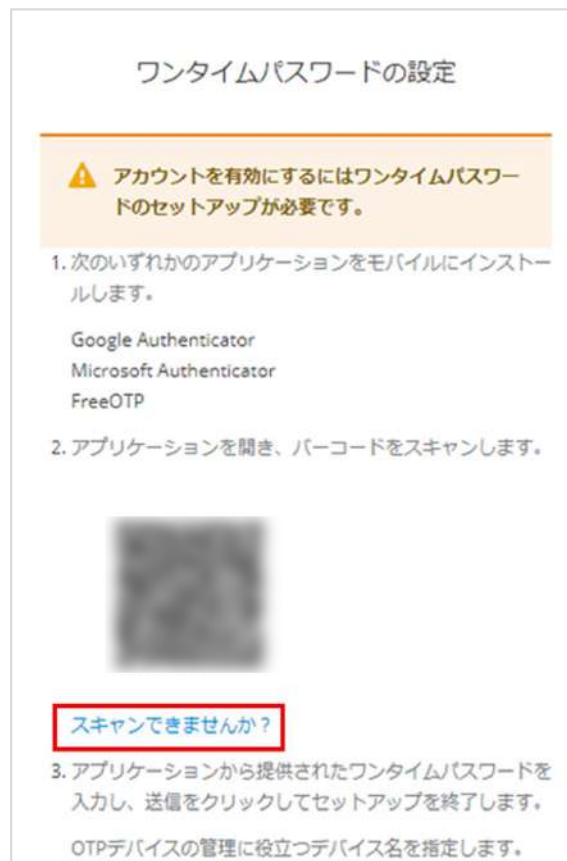 ワンタイムパスワードの設定
アカウントを有効にするにはワンタイムパスワー
ドのセットアップが必要です。
1. 次のいずれかのアプリケーションをモバイルにインストー
ルします。
Google Authenticator
Microsoft Authenticator
FreeOTP
2. アプリケーションを開き、バーコードをスキャンします。
スキャンできませんか?
3. アプリケーションから提供されたワンタイムパスワードを
入力し、送信をクリックしてセットアップを終了します。
OTPデバイスの管理に役立つデバイス名を指定します。